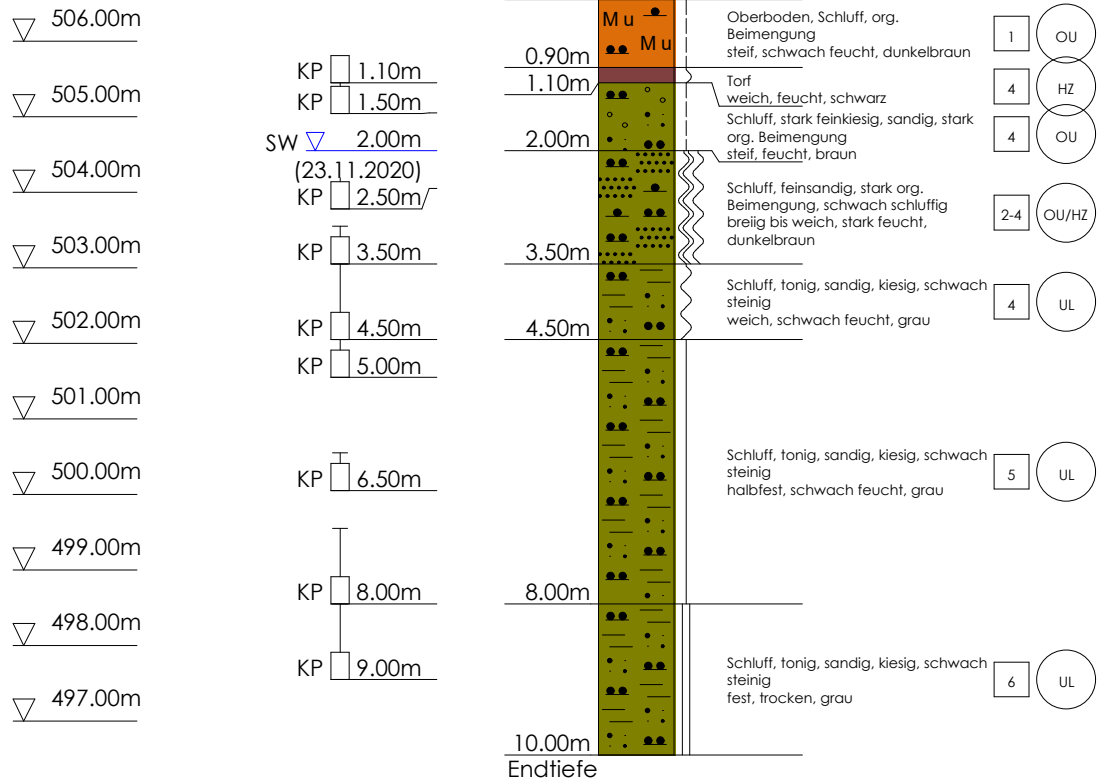 506.00m
505.00m
504.00m
503.00m
502.00m
501.00m
500.00m
499.00m
498.00m
497.00m
KP 1.10m
KP 1.50m
SW 2.00m
(23.11.2020)
KP 2.50m
KP 3.50m
KP 4.50m
KP 5.00m
KP 6.50m
KP 8.00m
KP 9.00m
Mu
Mu
0.90m
1.10m
2.00m
3.50m
4.50m
8.00m
10.00m
Endtiefe
Oberboden, Schluff, org.
Beimengung
steif, schwach feucht, dunkelbraun
1 OU
Torf
weich, feucht, schwarz
4 HZ
Schluff, stark feinkiesig, sandig, stark
org. Beimengung
steif, feucht, braun
4 OU
Schluff, feinsandig, stark org.
Beimengung, schwach schluffig
breiig bis weich, stark feucht,
dunkelbraun
2-4 OU/HZ
Schluff, tonig, sandig, kiesig, schwach
steinig
weich, schwach feucht, grau
4 UL
Schluff, tonig, sandig, kiesig, schwach
steinig
halbfest, schwach feucht, grau
5 UL
Schluff, tonig, sandig, kiesig, schwach
steinig
fest, trocken, grau
6 UL